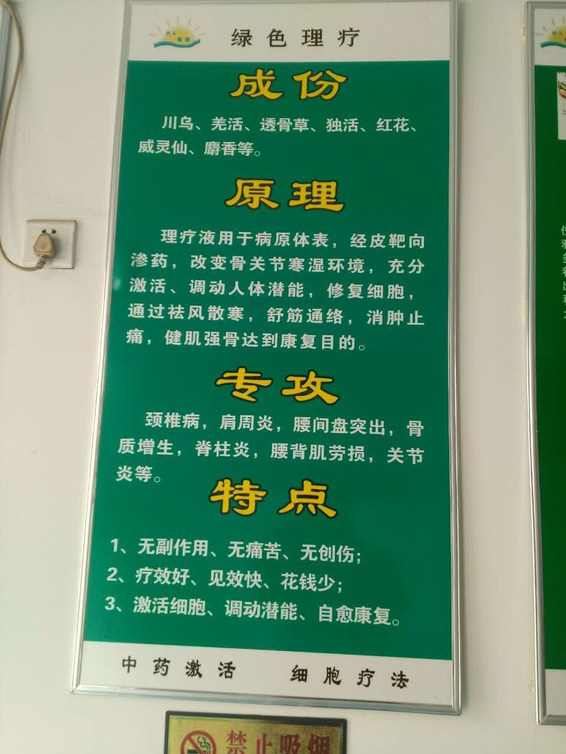 绿色理疗
成份
川乌、羌活、透骨草、独活、红花、
威灵仙、麝香等。
原理
理疗液用于病原体表，经皮靶向
渗药，改变骨关节寒湿环境，充分
激活、调动人体潜能，修复细胞，
通过祛风散寒，舒筋通络，消肿止
痛，健肌强骨达到康复目的。
专攻
颈椎病，肩周炎，腰间盘突出，骨
质增生，脊柱炎，腰背肌劳损，关节
炎等。
特点
1、无副作用、无痛苦、无创伤；
2、疗效好、见效快、花钱少；
3、激活细胞、调动潜能、自愈康复。
中药激活 细胞疗法
禁止吸烟